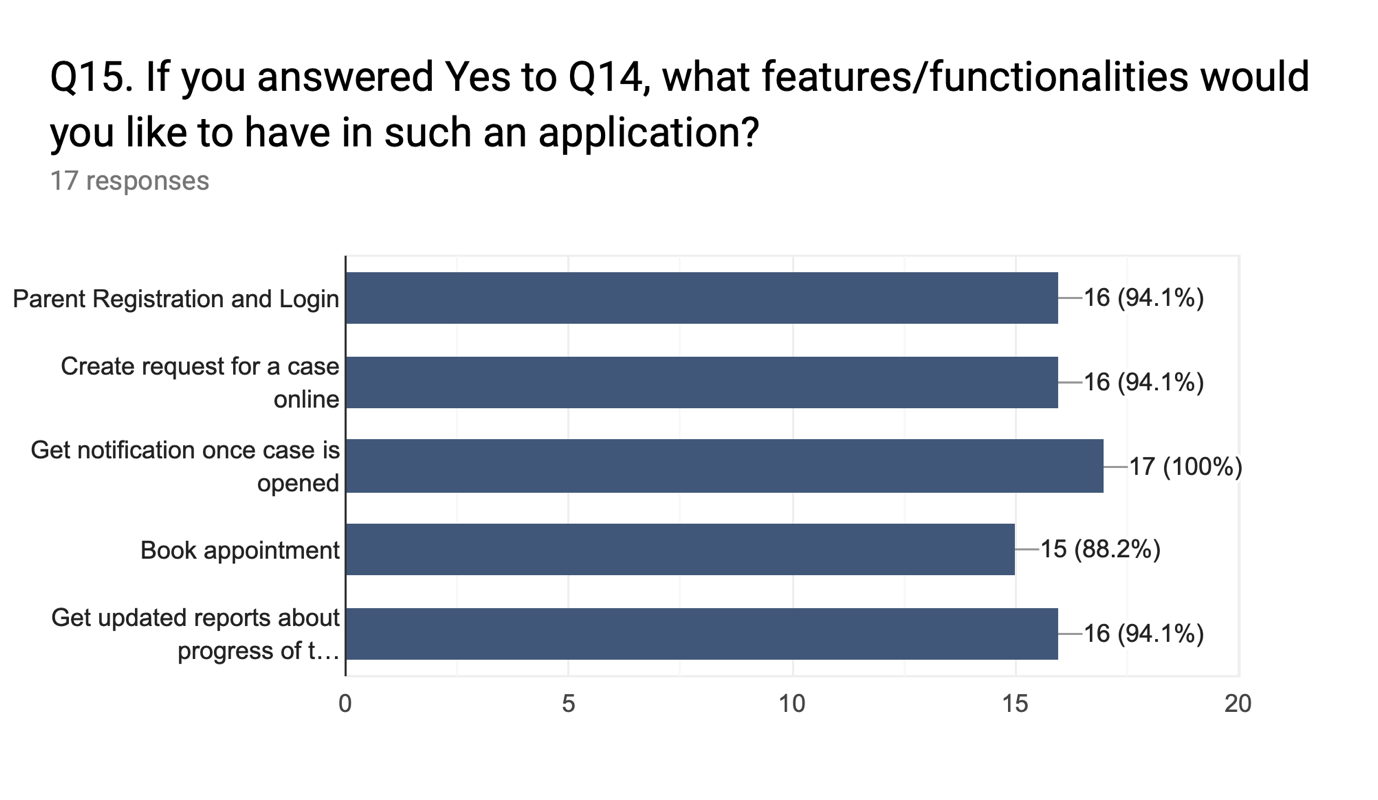 Q15. If you answered Yes to Q14, what features/functionalities would
you like to have in such an application?
17 responses
Parent Registration and Login
16 (94.1%)
Create request for a case
online
16 (94.1%)
Get notification once case is
opened
17 (100%)
Book appointment
15 (88.2%)
Get updated reports about
progress of t…
16 (94.1%)
0 5 10 15 20